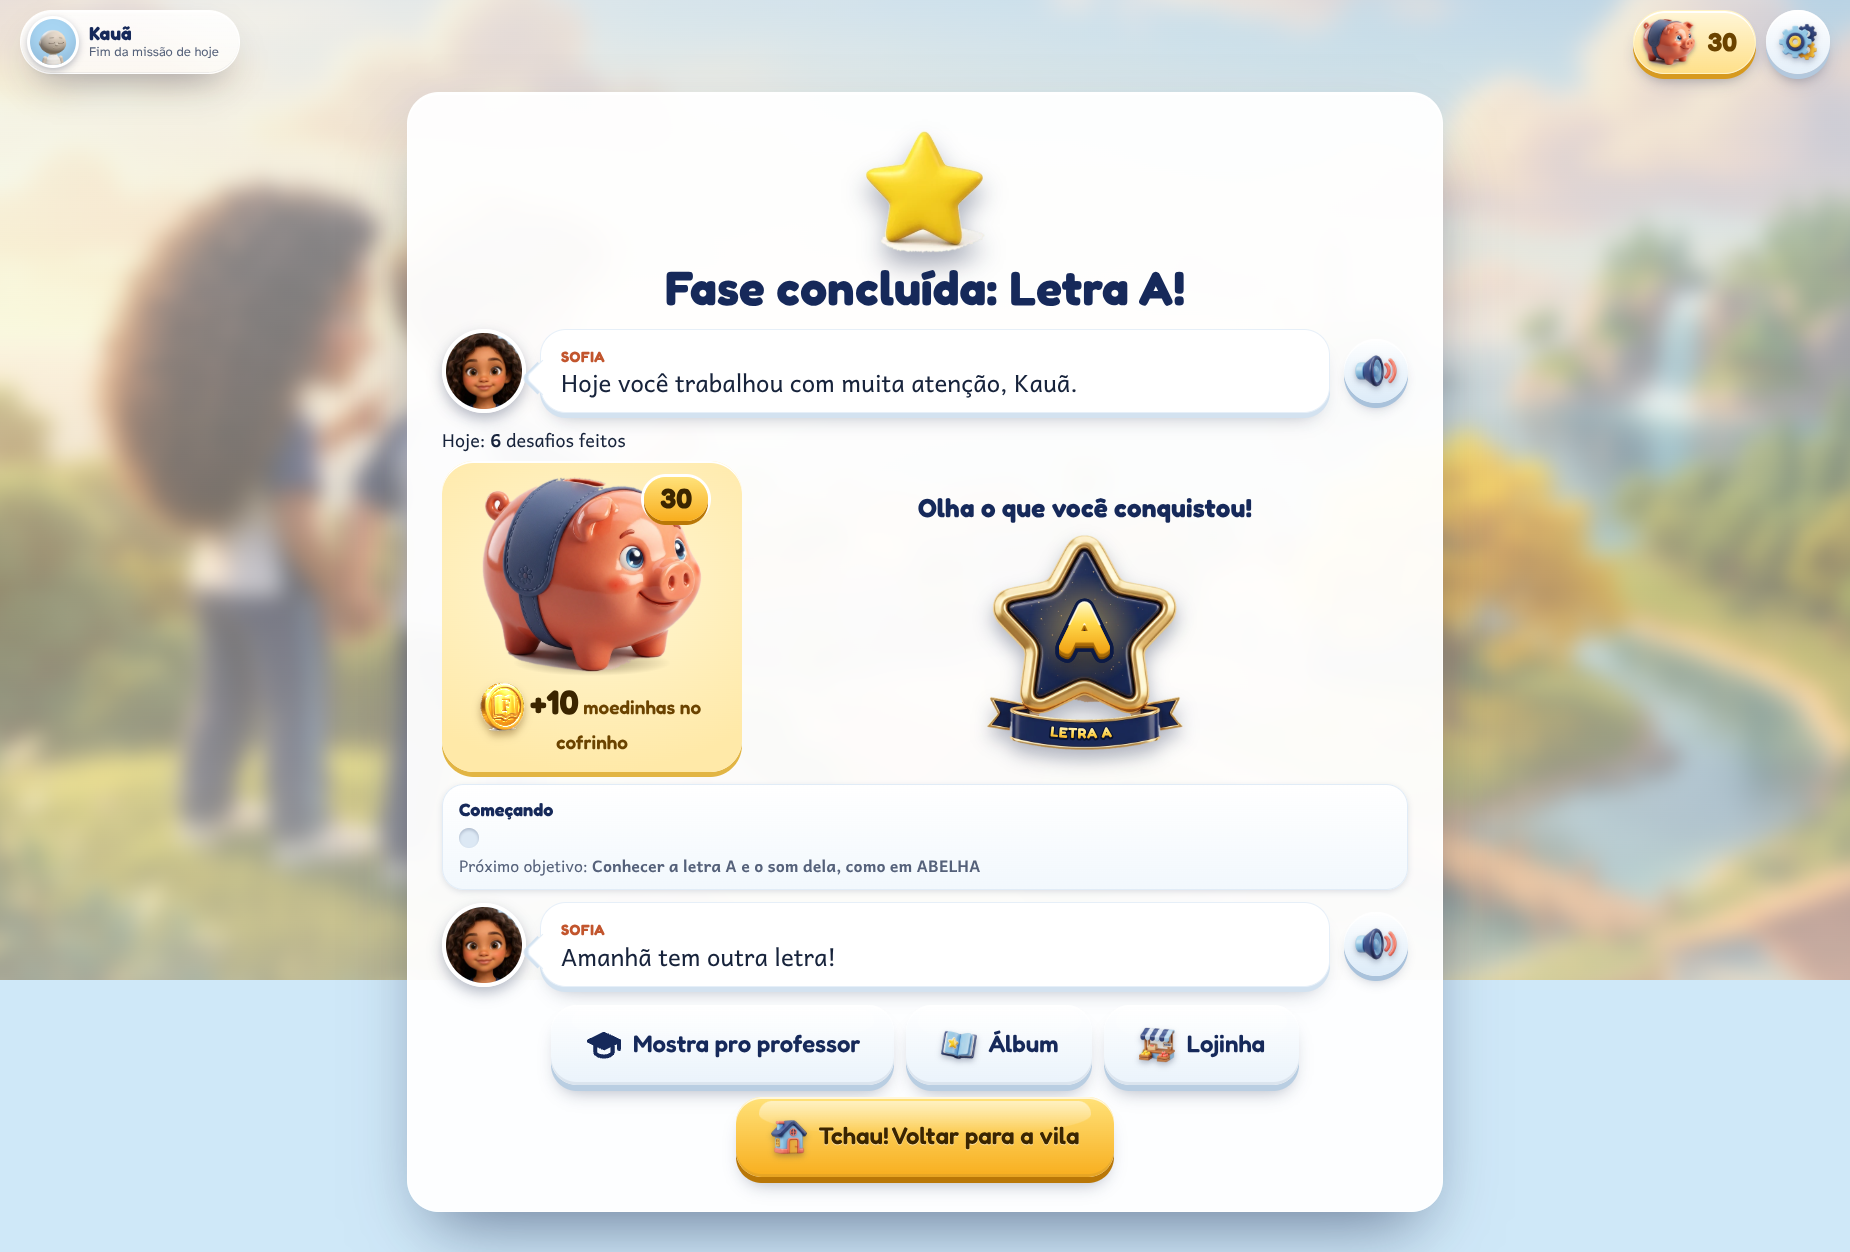 Kauã
Fim da missão de hoje
30
Fase concluída: Letra A!
SOFIA
Hoje você trabalhou com muita atenção, Kauã.
Hoje: 6 desafios feitos
30
+10 moedinhas no
cofrinho
Olha o que você conquistou!
A
LETRA A
Começando
Próximo objetivo: Conhecer a letra A e o som dela, como em ABELHA
SOFIA
Amanhã tem outra letra!
Mostra pro professor
Álbum
Lojinha
Tchau! Voltar para a vila